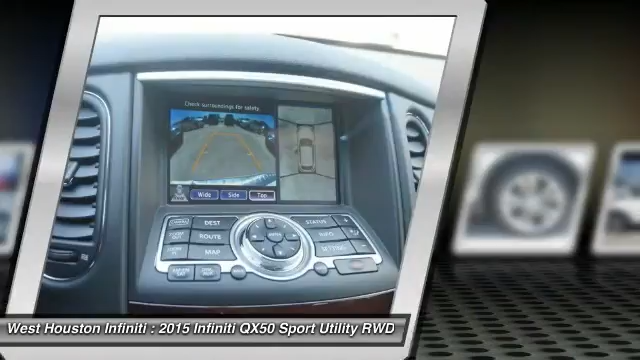 Check surroundings for safety
Wide Side Top
DEST STATUS
ROUTE INFO
MAP SETTING
West Houston Infiniti : 2015 Infiniti QX50 Sport Utility RWD